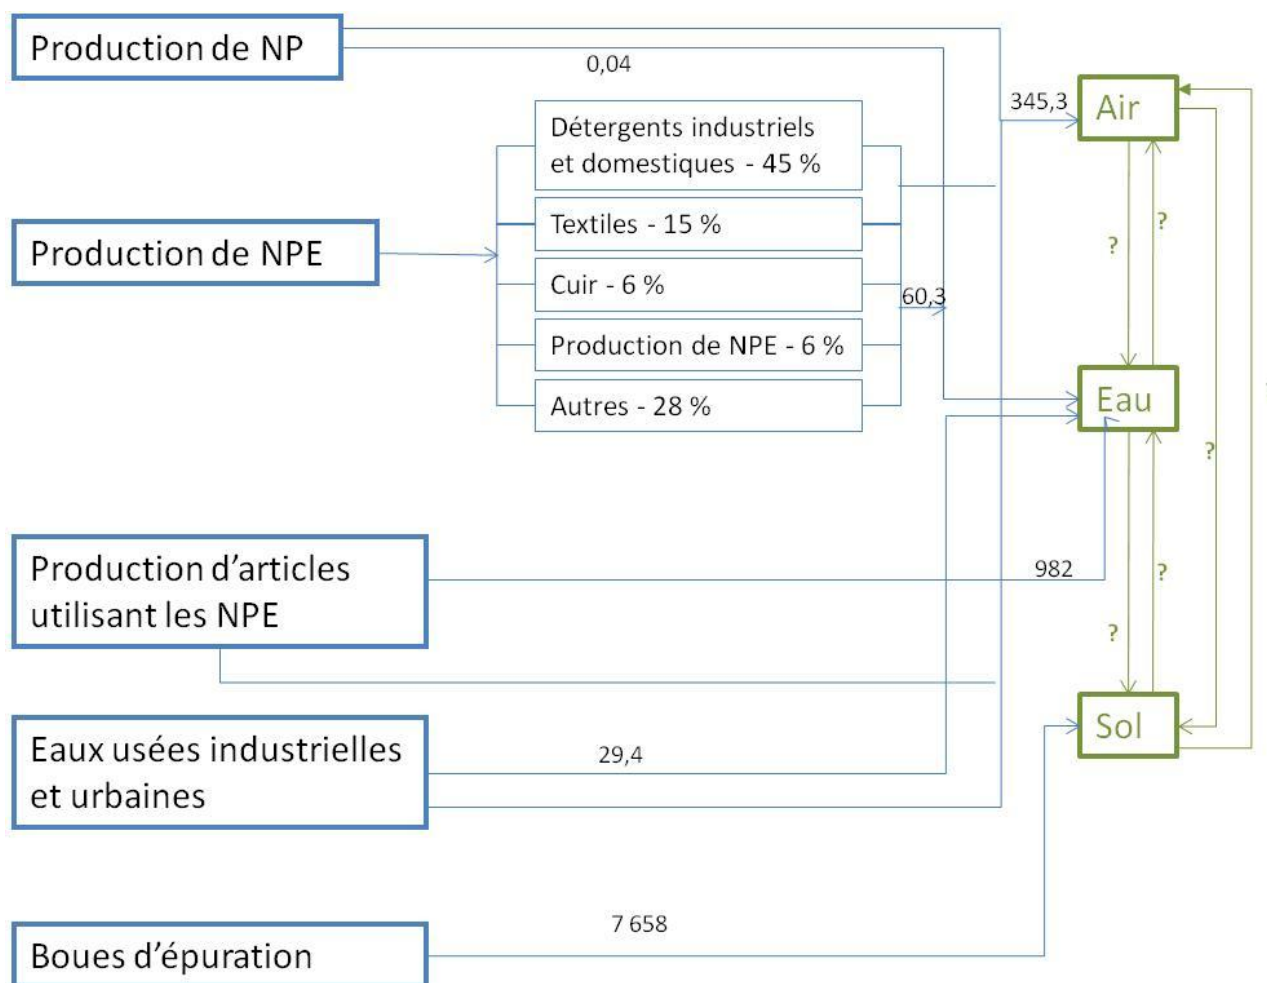 Production de NP
0,04
345,3
Air
Détergents industriels
et domestiques - 45 %
Textiles - 15 %
?
?
Production de NPE
Cuir - 6 %
60,3
Production de NPE - 6 %
Autres - 28 %
Eau
?
Production d'articles
utilisant les NPE
982
?
?
Sol
Eaux usées industrielles
et urbaines
29,4
7 658
Boues d'épuration